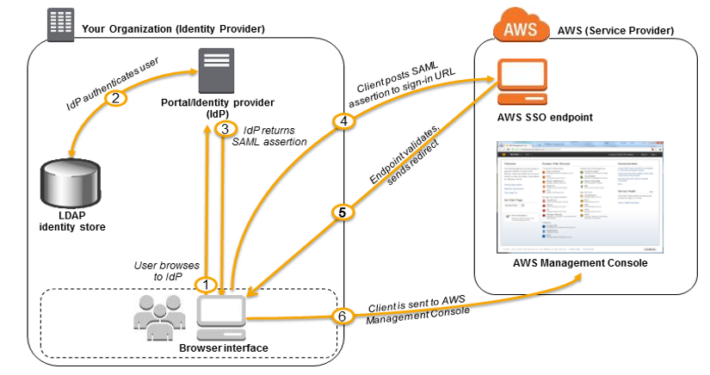 Your Organization (Identity Provider)
AWS
AWS (Service Provider)
IdP authenticates user
2
Portal/Identity provider
(IdP)
3
IdP returns
SAML assertion
Client posts SAML
assertion to sign-in URL
4
AWS SSO endpoint
Endpoint validates,
sends redirect
5
LDAP
identity store
User browses
to IdP
1
AWS Management Console
6
Client is sent to AWS
Management Console
Browser interface